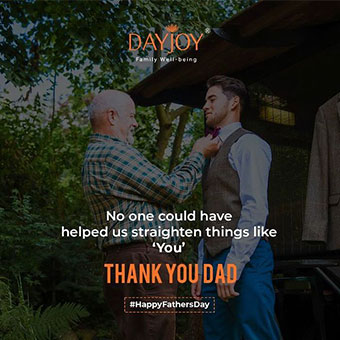 DAYJOY®
Family Well-being
No one could have
helped us straighten things like
‘You’
THANK YOU DAD
#HappyFathersDay